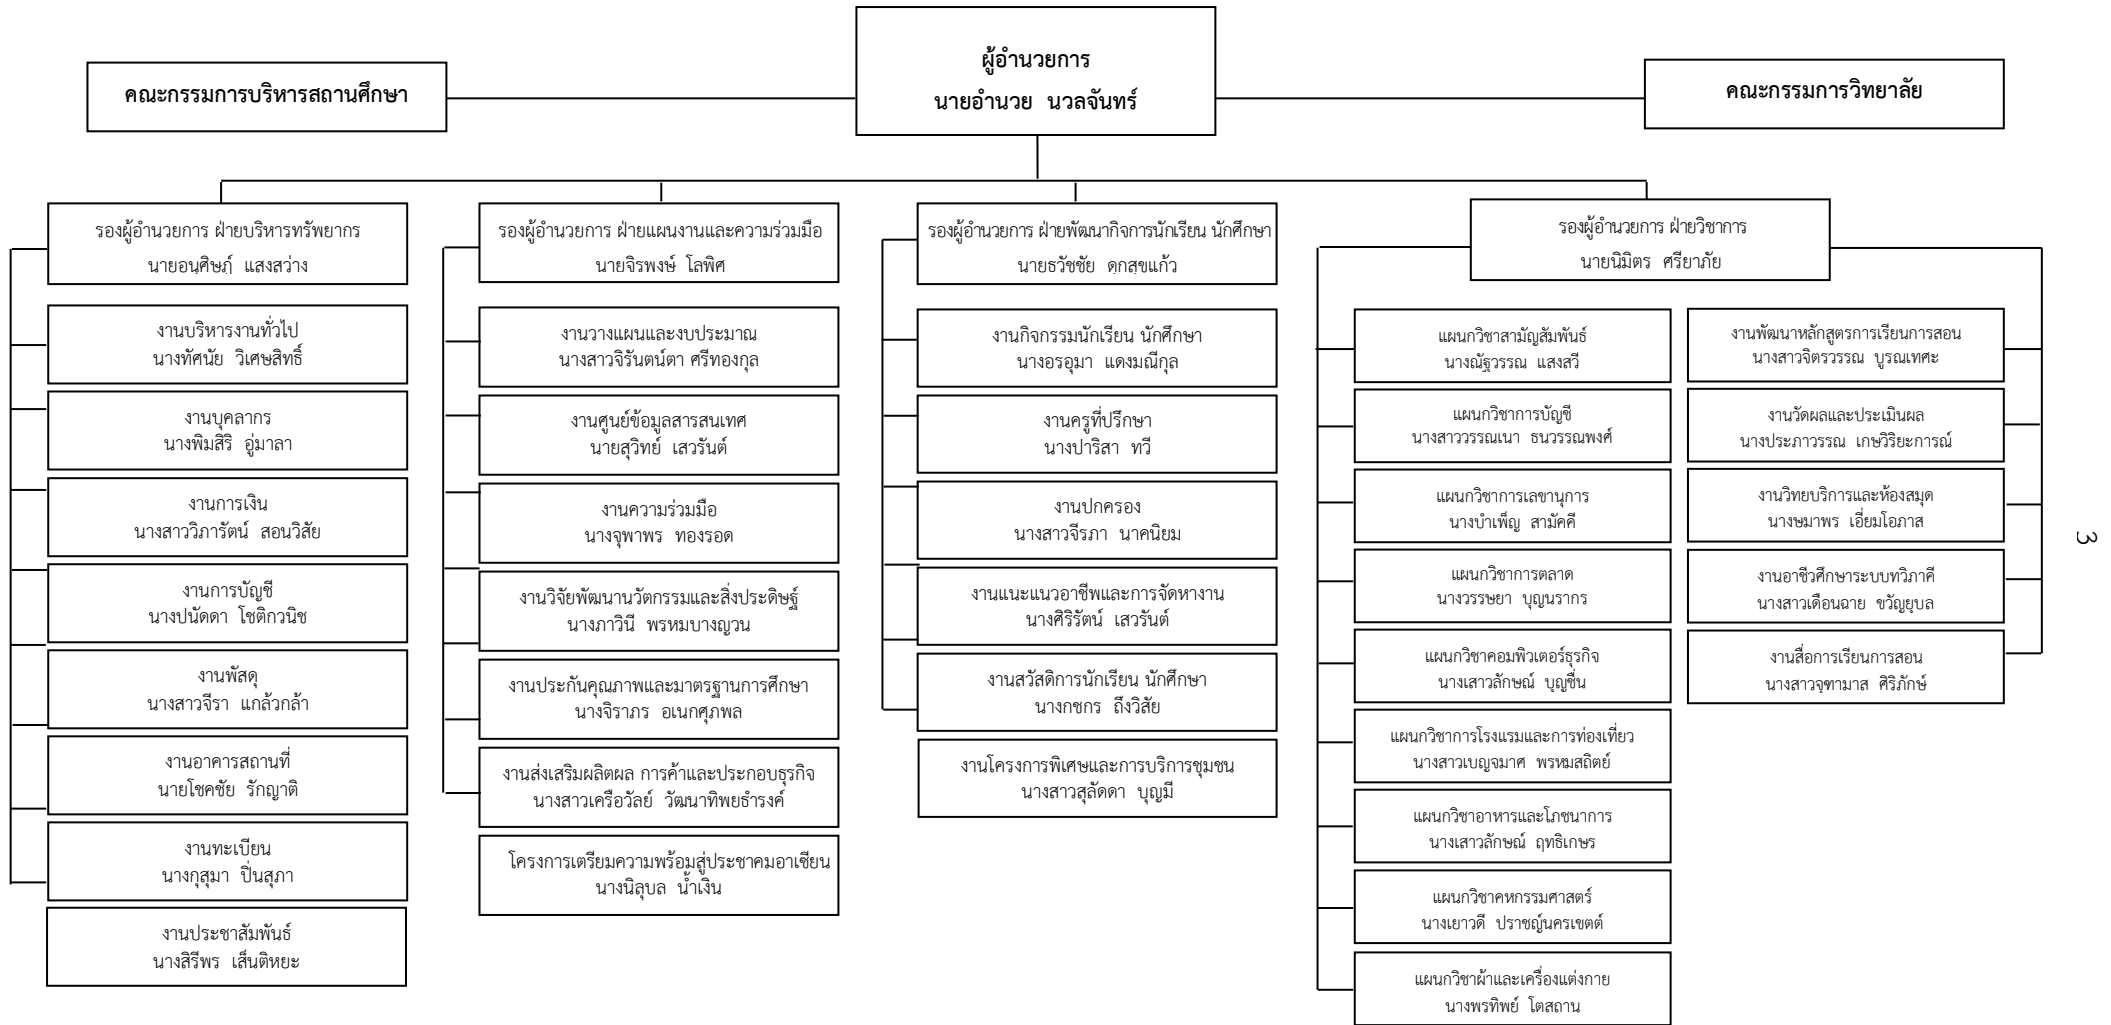 ผู้อำนวยการ
นายอำนวย นวลจันทร์
คณะกรรมการบริหารสถานศึกษา
คณะกรรมการวิทยาลัย
รองผู้อำนวยการ ฝ่ายบริหารทรัพยากร
นายอนุศิษฎ์ แสงสว่าง
งานบริหารงานทั่วไป
นางทัศนัย วิเศษสิทธิ์
งานบุคลากร
นางพิมสิริ อู่มาลา
งานการเงิน
นางสาววิภารัตน์ สอนวิสัย
งานการบัญชี
นางปนัดดา โชติกวนิช
งานพัสดุ
นางสาวจีรา แกล้วกล้า
งานอาคารสถานที่
นายโชคชัย รักญาติ
งานทะเบียน
นางกุสุมา ปิ่นสุภา
งานประชาสัมพันธ์
นางสิรีพร เส็นติหยะ
รองผู้อำนวยการ ฝ่ายแผนงานและความร่วมมือ
นายจิรพงษ์ โลพิศ
งานวางแผนและงบประมาณ
นางสาวจิรันตน์ตา ศรีทองกุล
งานศูนย์ข้อมูลสารสนเทศ
นายสุวิทย์ เสวรันต์
งานความร่วมมือ
นางจุพาพร ทองรอด
งานวิจัยพัฒนานวัตกรรมและสิ่งประดิษฐ์
นางภาวินี พรหมบางญวน
งานประกันคุณภาพและมาตรฐานการศึกษา
นางจิราภร อเนกศุภพล
งานส่งเสริมผลิตผล การค้าและประกอบธุรกิจ
นางสาวเครือวัลย์ วัฒนาทิพยธำรงค์
โครงการเตรียมความพร้อมสู่ประชาคมอาเซียน
นางนิลุบล น้ำเงิน
รองผู้อำนวยการ ฝ่ายพัฒนากิจการนักเรียน นักศึกษา
นายธวัชชัย ดุกสุขแก้ว
งานกิจกรรมนักเรียน นักศึกษา
นางอรอุมา แดงมณีกุล
งานครูที่ปรึกษา
นางปาริสา ทวี
งานปกครอง
นางสาวจีรภา นาคนิยม
งานแนะแนวอาชีพและการจัดหางาน
นางศิริรัตน์ เสวรันต์
งานสวัสดิการนักเรียน นักศึกษา
นางกชกร ถึงวิสัย
งานโครงการพิเศษและการบริการชุมชน
นางสาวสุลัดดา บุญมี
รองผู้อำนวยการ ฝ่ายวิชาการ
นายนิมิตร ศรียาภัย
แผนกวิชาสามัญสัมพันธ์
นางณัฐวรรณ แสงสวี
แผนกวิชาการบัญชี
นางสาววรรณเนา ธนวรรณพงศ์
แผนกวิชาการเลขานุการ
นางบำเพ็ญ สามัคคี
แผนกวิชาการตลาด
นางวรรษยา บุญนรากร
แผนกวิชาคอมพิวเตอร์ธุรกิจ
นางเสาวลักษณ์ บุญชื่น
แผนกวิชาการโรงแรมและการท่องเที่ยว
นางสาวเบญจมาศ พรหมสถิตย์
แผนกวิชาอาหารและโภชนาการ
นางเสาวลักษณ์ ฤทธิเกษร
แผนกวิชาคหกรรมศาสตร์
นางเยาวดี ปราชญ์นครเขตต์
แผนกวิชาผ้าและเครื่องแต่งกาย
นางพรทิพย์ โตสถาน
งานพัฒนาหลักสูตรการเรียนการสอน
นางสาวจิตรวรรณ บูรณเทศะ
งานวัดผลและประเมินผล
นางประภาวรรณ เกษวิริยะการณ์
งานวิทยบริการและห้องสมุด
นางษมาพร เอี่ยมโอภาส
งานอาชีวศึกษาระบบทวิภาคี
นางสาวเดือนฉาย ขวัญยุบล
งานสื่อการเรียนการสอน
นางสาวจุฑามาส ศิริภักษ์
3